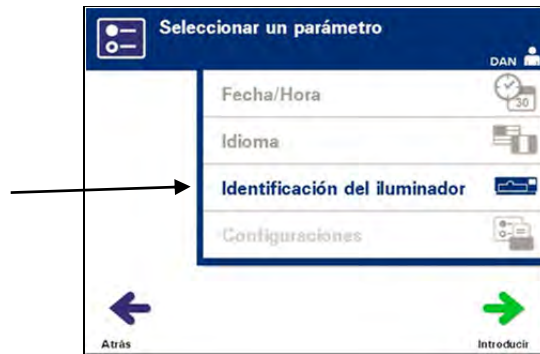 Seleccionar un parámetro
DAN
Fecha/Hora
30
Idioma
Identificación del iluminador
Configuraciones
Atrás
Introducir